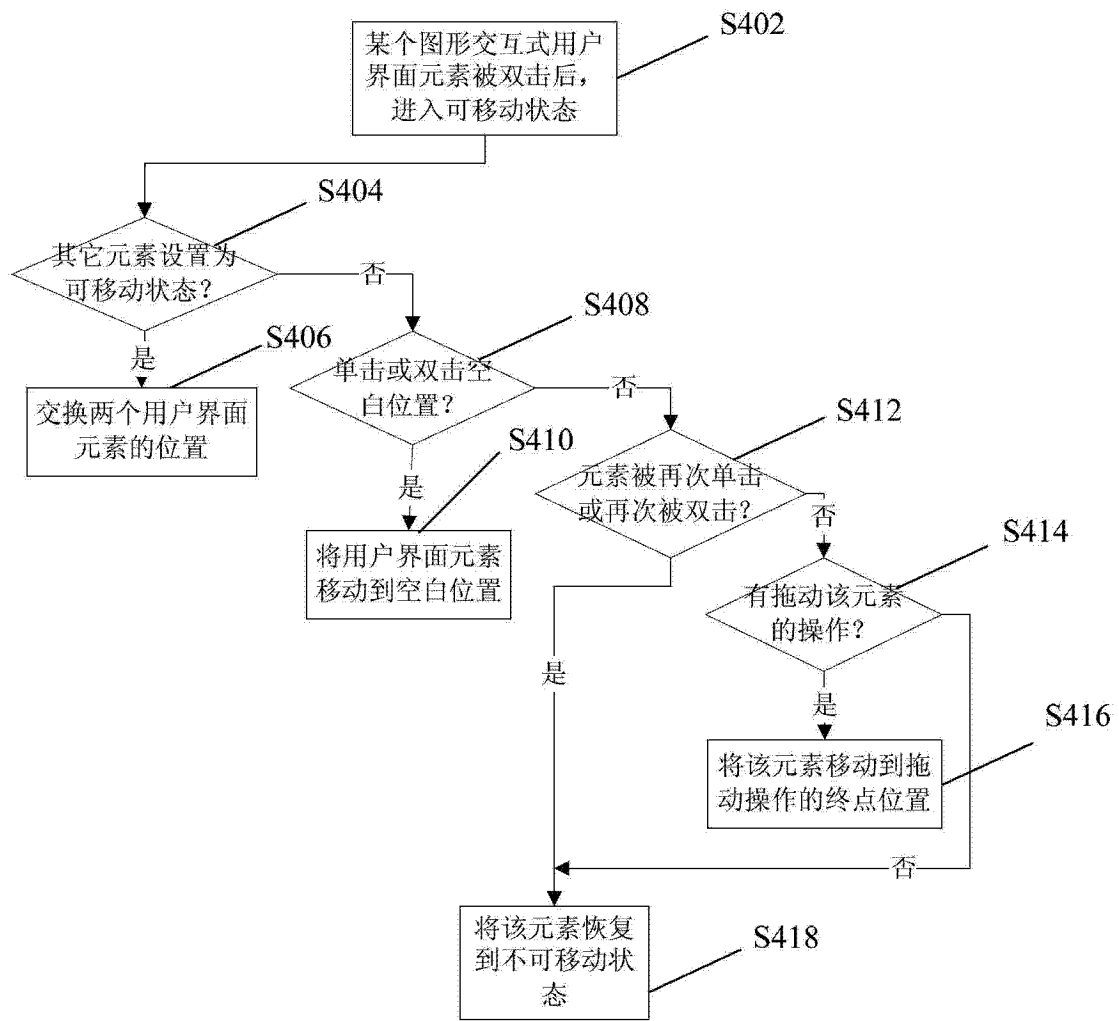 S402
某个图形交互式用户
界面元素被双击后，
进入可移动状态
S404
其它元素设置为
可移动状态？
否
是
S406
交换两个用户界面
元素的位置
S408
单击或双击空
白位置？
否
是
S410
将用户界面元素
移动到空白位置
S412
元素被再次单击
或再次被双击？
否
是
S414
有拖动该元素
的操作？
是
否
S416
将该元素移动到拖
动操作的终点位置
将该元素恢复
到不可移动状
态
S418